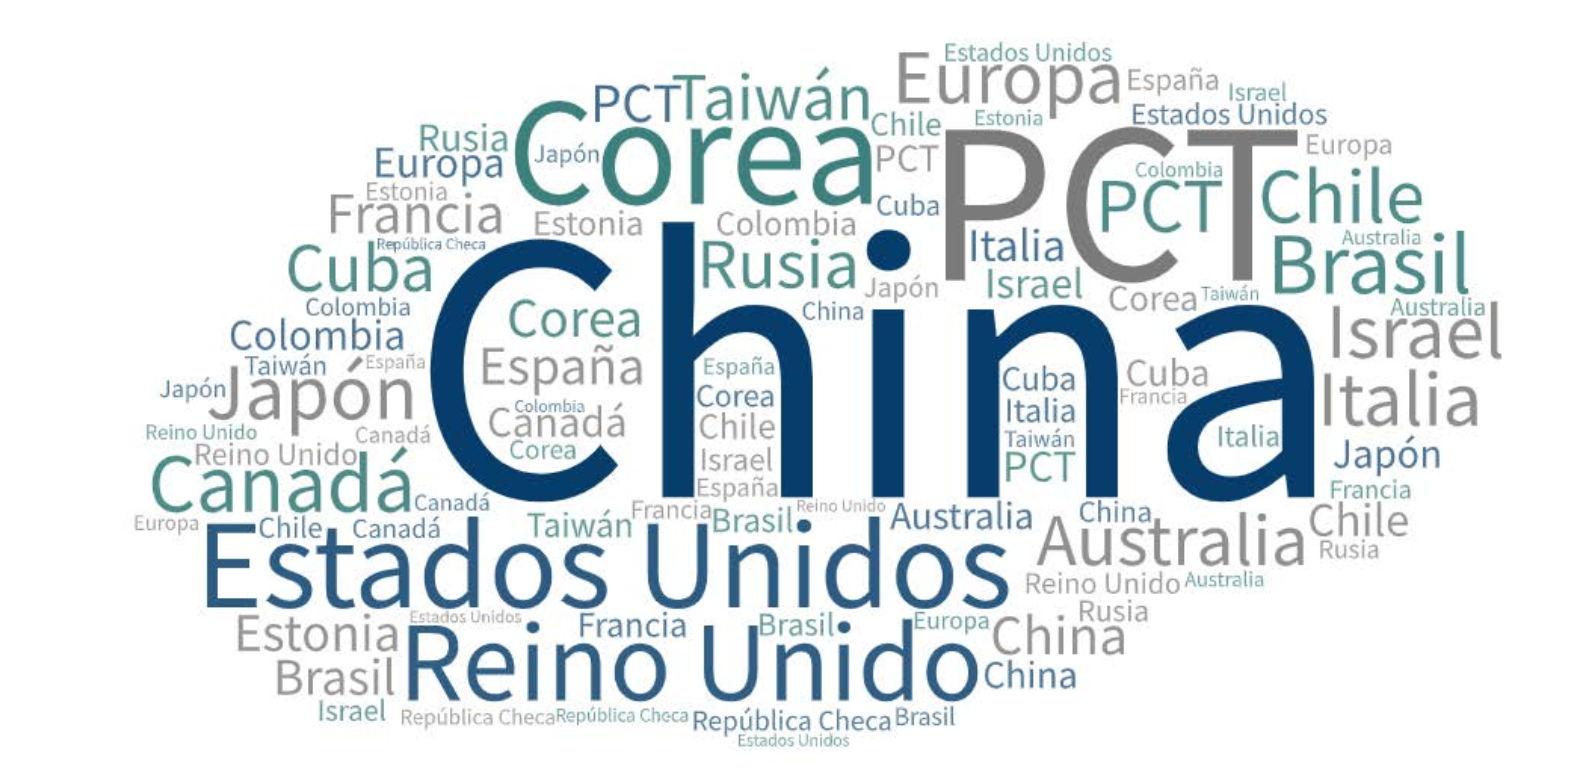 Estados Unidos
Europa
España
Israel
PCT
Taiwán
Estados Unidos
Chile
Estonia
Rusia
Corea
Japón
PCT
PCT
Europa
Europa
Colombia
Estonia
PCT
Chile
Francia
Cuba
Estonia
Colombia
República Checa
Rusia
Italia
Australia
Cuba
China
Israel
Brasil
Japón
Corea
Taiwán
Colombia
China
Australia
Corea
Colombia
Israel
Taiwán
España
España
España
Cuba
Cuba
Japón
Japón
Corea
Francia
Italia
Colombia
Canadá
Italia
Chile
Reino Unido
Canadá
Taiwán
Italia
Reino Unido
Corea
Israel
PCT
Japón
Canadá
España
Francia
Canadá
Reino Unido
Francia
Europa
Chile
Canadá
Taiwán
Brasil
Australia
China
Australia
Chile
Rusia
Estados Unidos
Reino Unido
Australia
Estados Unidos
Rusia
Estonia
Francia
Brasil
Europa
China
Reino Unido
Brasil
China
Israel
República Checa
República Checa
República Checa
Brasil
Estados Unidos